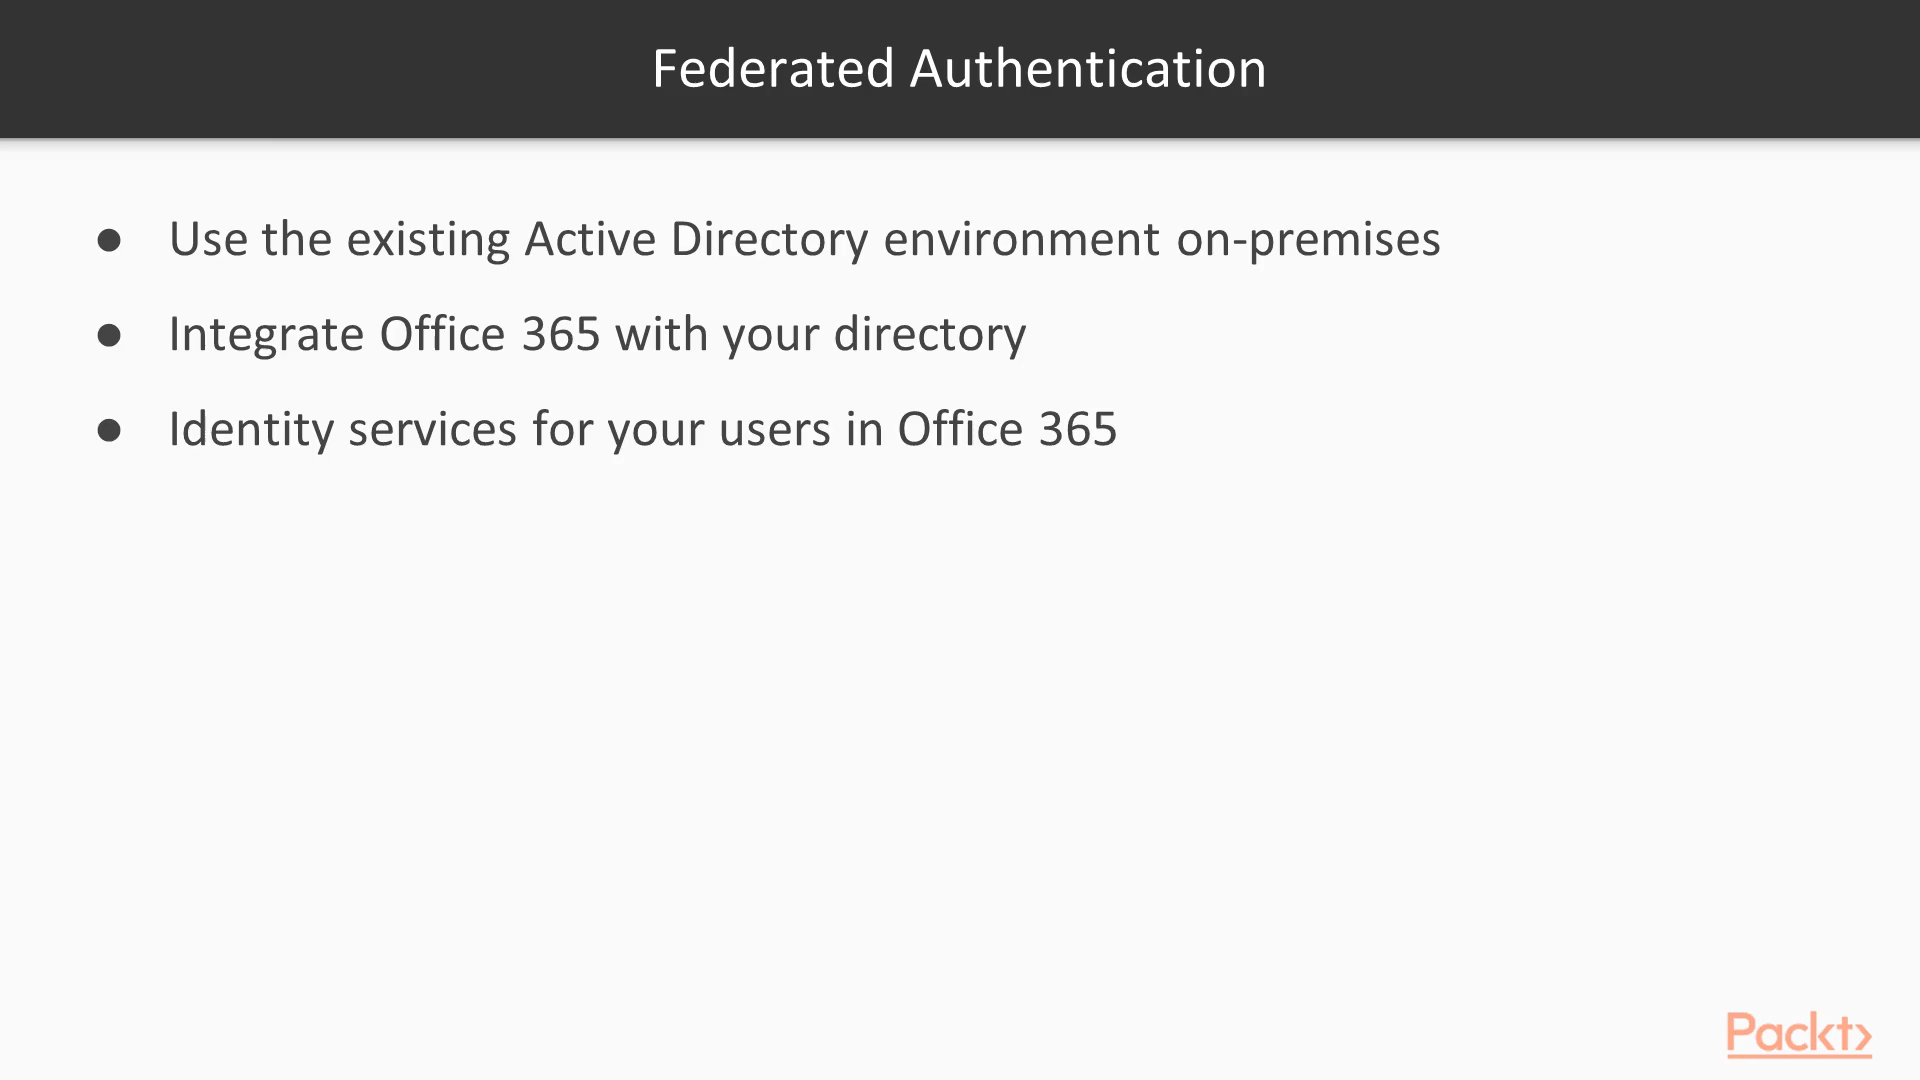 Federated Authentication
● Use the existing Active Directory environment on-premises
● Integrate Office 365 with your directory
● Identity services for your users in Office 365
Packt>